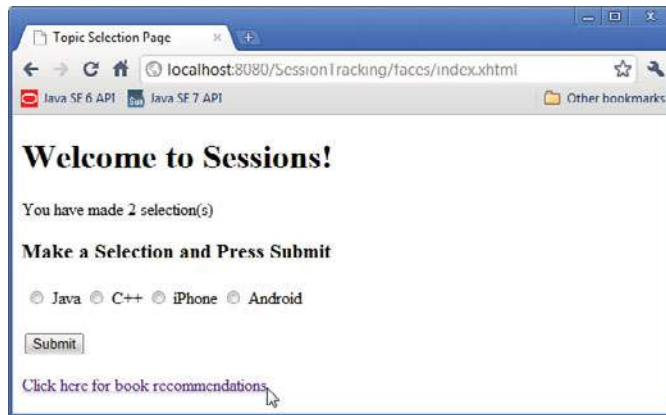 Topic Selection Page
localhost:8080/SessionTracking/faces/index.xhtml
Java SE 6 API Sun Java SE 7 API Other bookmarks
Welcome to Sessions!
You have made 2 selection(s)
Make a Selection and Press Submit
Java C++ iPhone Android
Submit
Click here for book recommendations